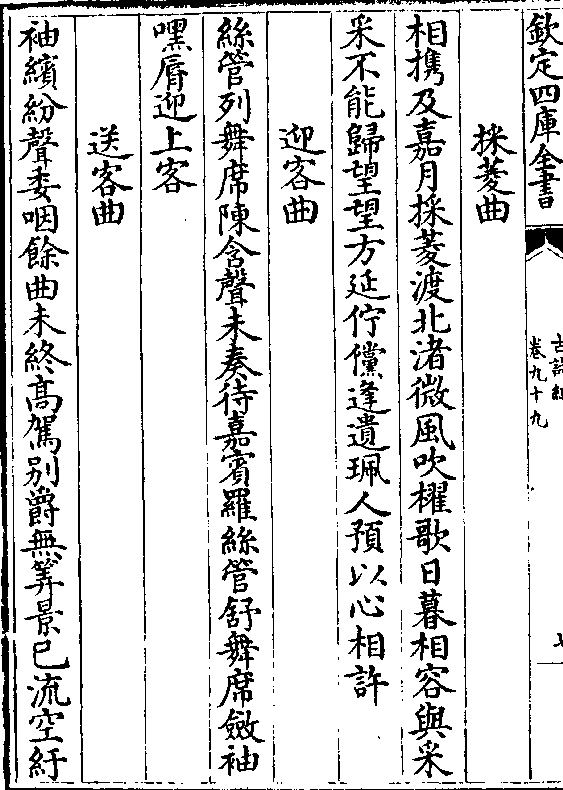 欽定四庫全書
卷九十九
採菱曲
相攜及嘉月採菱渡北渚微風吹櫂歌日暮相容與采
采不能歸望望方延佇儻逢遺珮人預以心相許
迎客曲
絲管列舞席陳含聲未奏待嘉賓羅絲管舒舞席斂袖
嘿脣迎上客
送客曲
袖繽紛聲委咽餘曲未終高駕别爵無筭景已流空紆